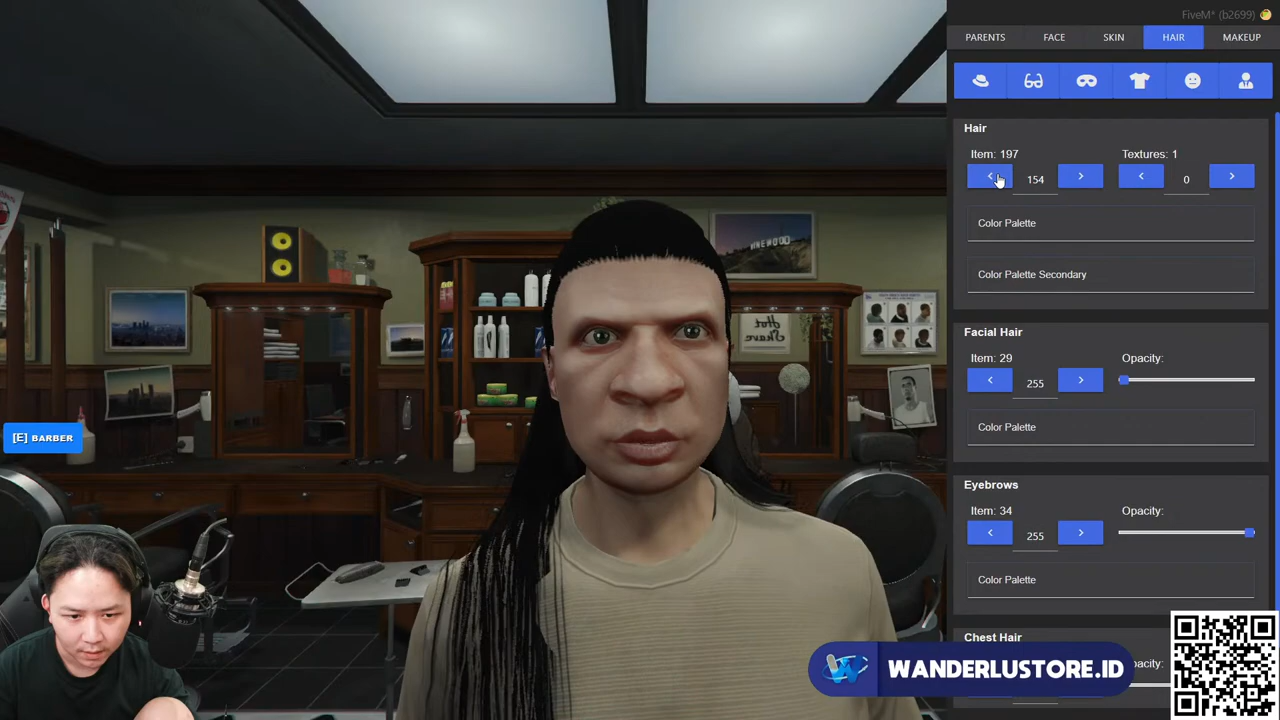 FiveM* (b2699)
PARENTS
FACE
SKIN
HAIR
MAKEUP
Hair
Item: 197
Textures: 1
154
0
Color Palette
Color Palette Secondary
Facial Hair
Item: 29
Opacity:
255
Color Palette
Eyebrows
Item: 34
Opacity:
255
Color Palette
Chest Hair
pacity:
[E] BARBER
WANDERLUSTORE.ID